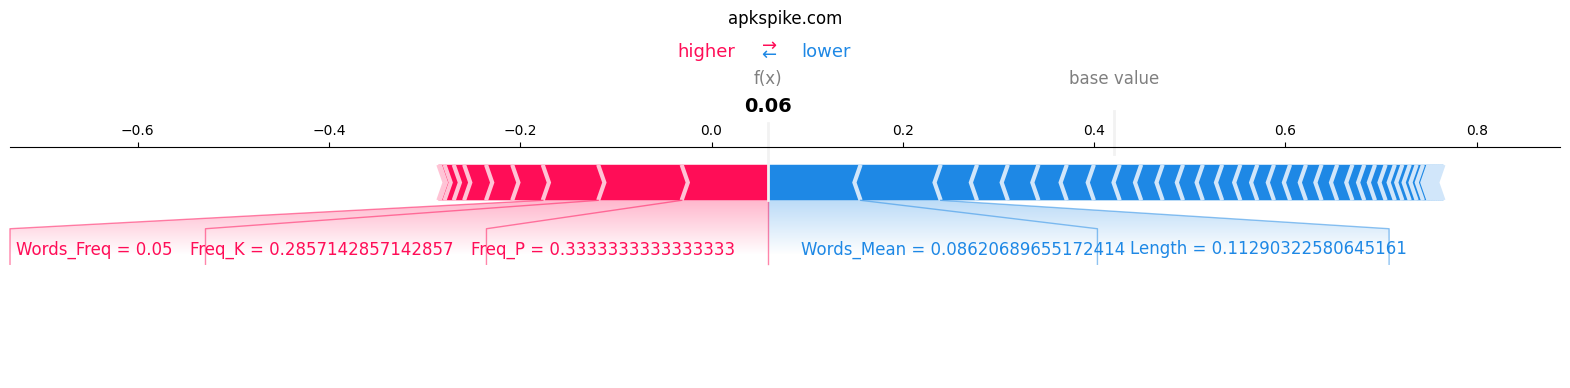 apkspike.com
higher ⇄ lower
f(x) base value
0.06
−0.6 −0.4 −0.2 0.0 0.2 0.4 0.6 0.8
Words_Freq = 0.05 Freq_K = 0.2857142857142857 Freq_P = 0.3333333333333333 Words_Mean = 0.08620689655172414 Length = 0.11290322580645161